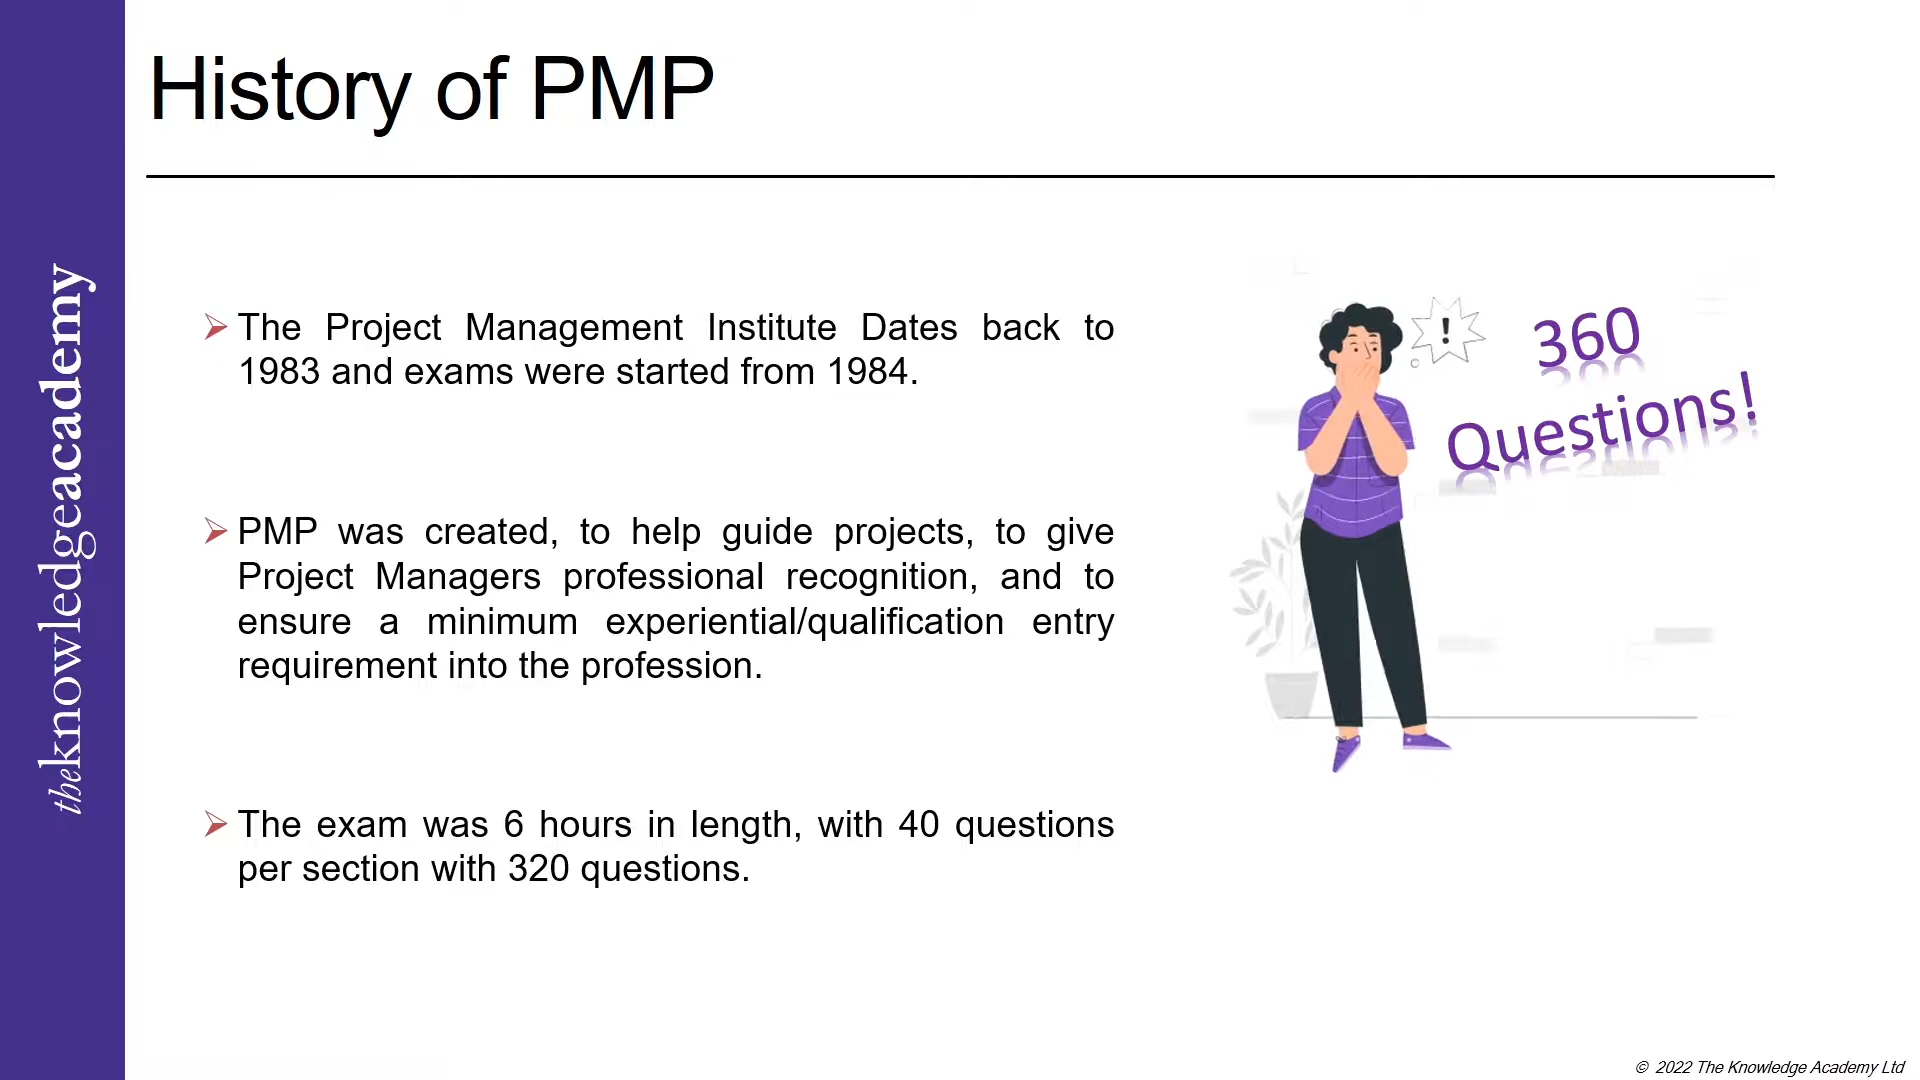 History of PMP
theknowledgeacademy
➢ The Project Management Institute Dates back to
1983 and exams were started from 1984.
➢ PMP was created, to help guide projects, to give
Project Managers professional recognition, and to
ensure a minimum experiential/qualification entry
requirement into the profession.
➢ The exam was 6 hours in length, with 40 questions
per section with 320 questions.
!
360
Questions!
© 2022 The Knowledge Academy Ltd